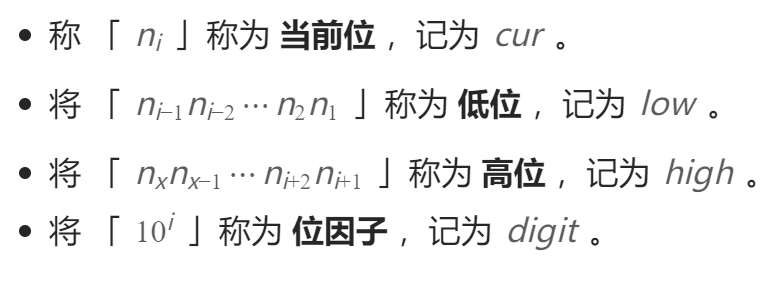 • 称 「 nᵢ 」称为 当前位 ，记为 cur 。
• 将 「 nᵢ₋₁nᵢ₋₂ ⋯ n₂n₁ 」称为 低位 ，记为 low 。
• 将 「 nₓnₓ₋₁ ⋯ nᵢ₊₂nᵢ₊₁ 」称为 高位 ，记为 high 。
• 将 「 10ⁱ 」称为 位因子 ，记为 digit 。